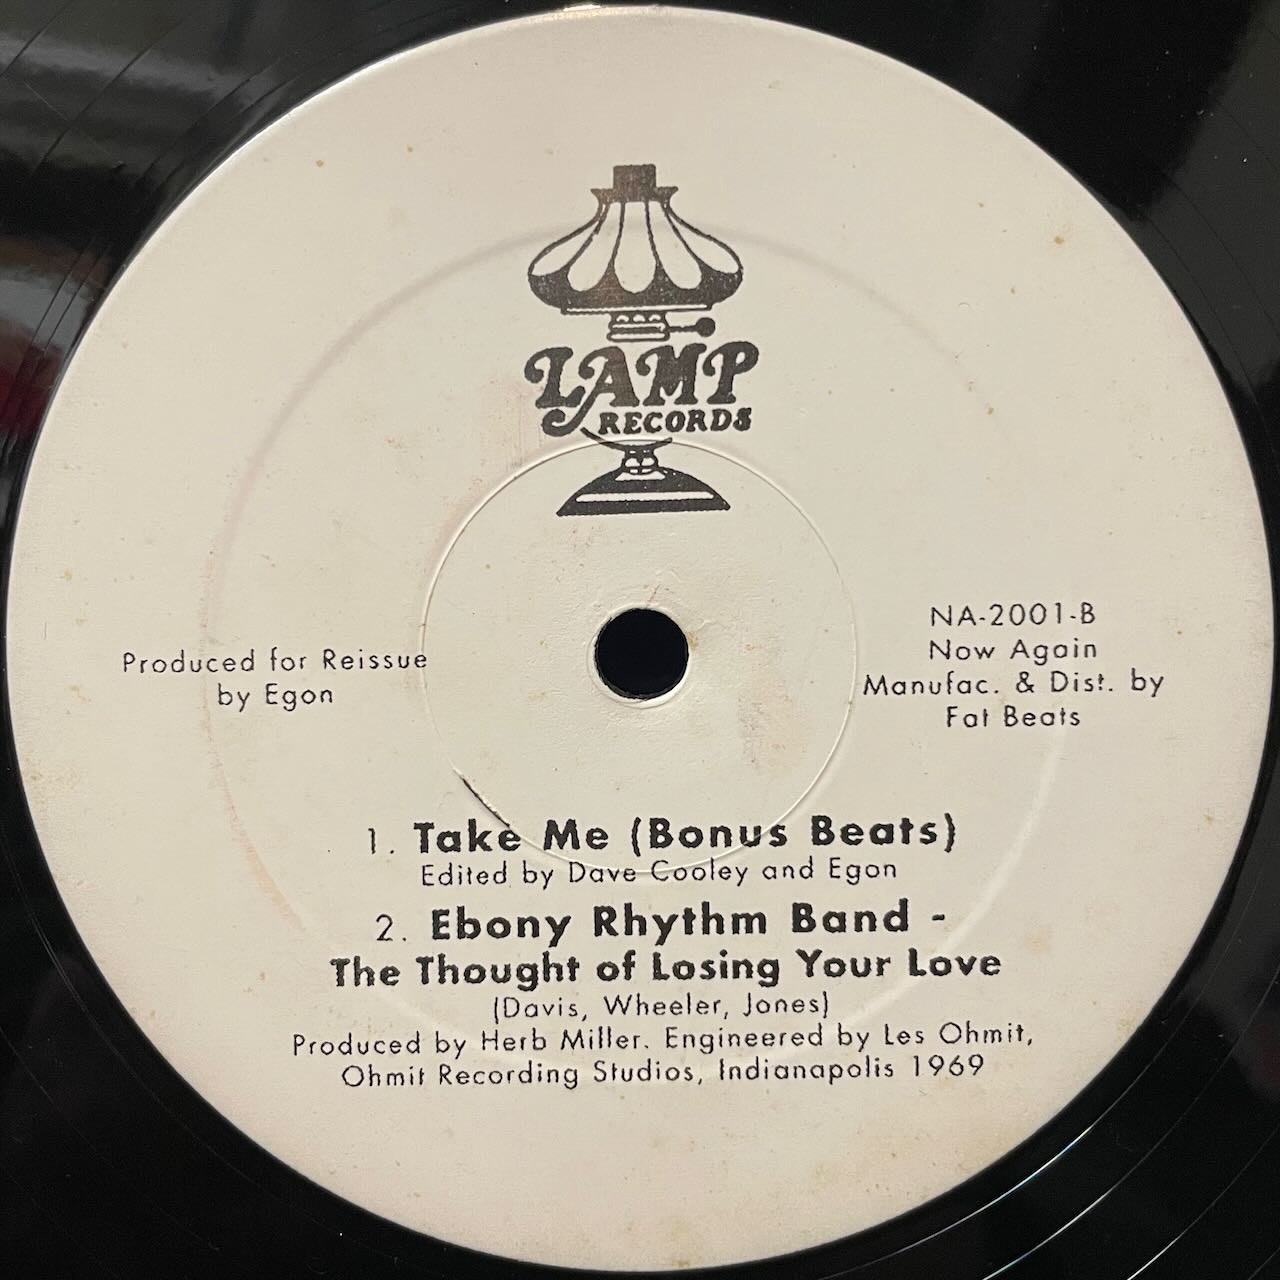 LAMP
RECORDS
Produced for Reissue
by Egon
NA-2001-B
Now Again
Manufac. & Dist. by
Fat Beats
1. Take Me (Bonus Beats)
Edited by Dave Cooley and Egon
2. Ebony Rhythm Band -
The Thought of Losing Your Love
(Davis, Wheeler, Jones)
Produced by Herb Miller. Engineered by Les Ohmit,
Ohmit Recording Studios, Indianapolis 1969